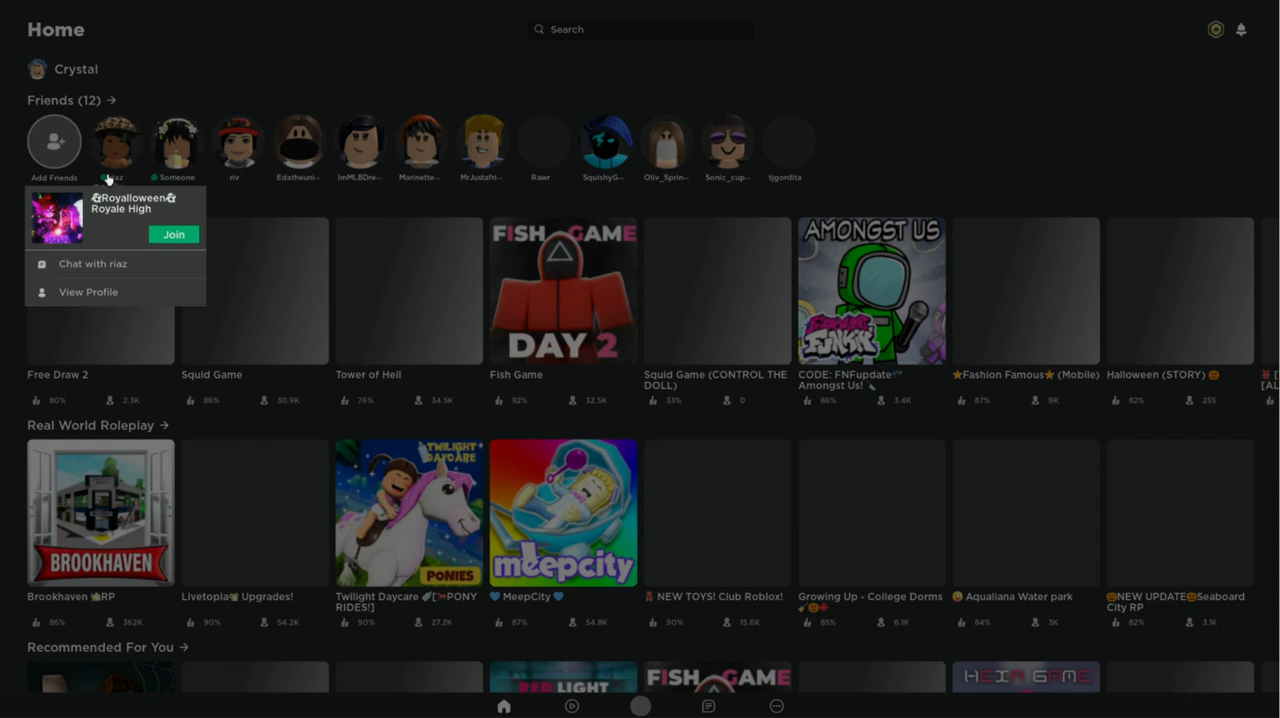 Home
Search
Crystal
Friends (12) →
Add Friends
riaz
Someone
riv
Edatheuni...
ImMLBDre...
Marinette...
MrJustafri...
Rawr
SquishyG...
Oliv_Sprin...
Sonic_cup...
tjgordita
👻Royalloween👻
Royale High
Join
Chat with riaz
View Profile
FISH GAME
DAY 2
AMONGST US
FUNKIN
Free Draw 2
Squid Game
Tower of Hell
Fish Game
Squid Game (CONTROL THE
DOLL)
CODE: FNFupdate
Amongst Us! 🔪
⭐Fashion Famous⭐ (Mobile)
Halloween (STORY) 🎃
80% 2.3K
86% 30.9K
76% 34.5K
92% 32.5K
33% 0
86% 3.4K
87% 9K
82% 255
Real World Roleplay →
BROOKHAVEN
TWILIGHT
DAYCARE
PONIES
meepcity
Brookhaven 🏡RP
Livetopia Upgrades!
Twilight Daycare [🐎PONY
RIDES!]
💙 MeepCity 💙
🧸 NEW TOYS! Club Roblox!
Growing Up - College Dorms
🎸🎃🍁
😜 Aqualiana Water park
🎃NEW UPDATE🎃Seaboard
City RP
86% 362K
90% 54.2K
90% 27.2K
87% 54.8K
90% 15.6K
85% 6.1K
84% 3K
82% 3.1K
Recommended For You →
RED LIGHT
FISH GAME
HEXA GAME